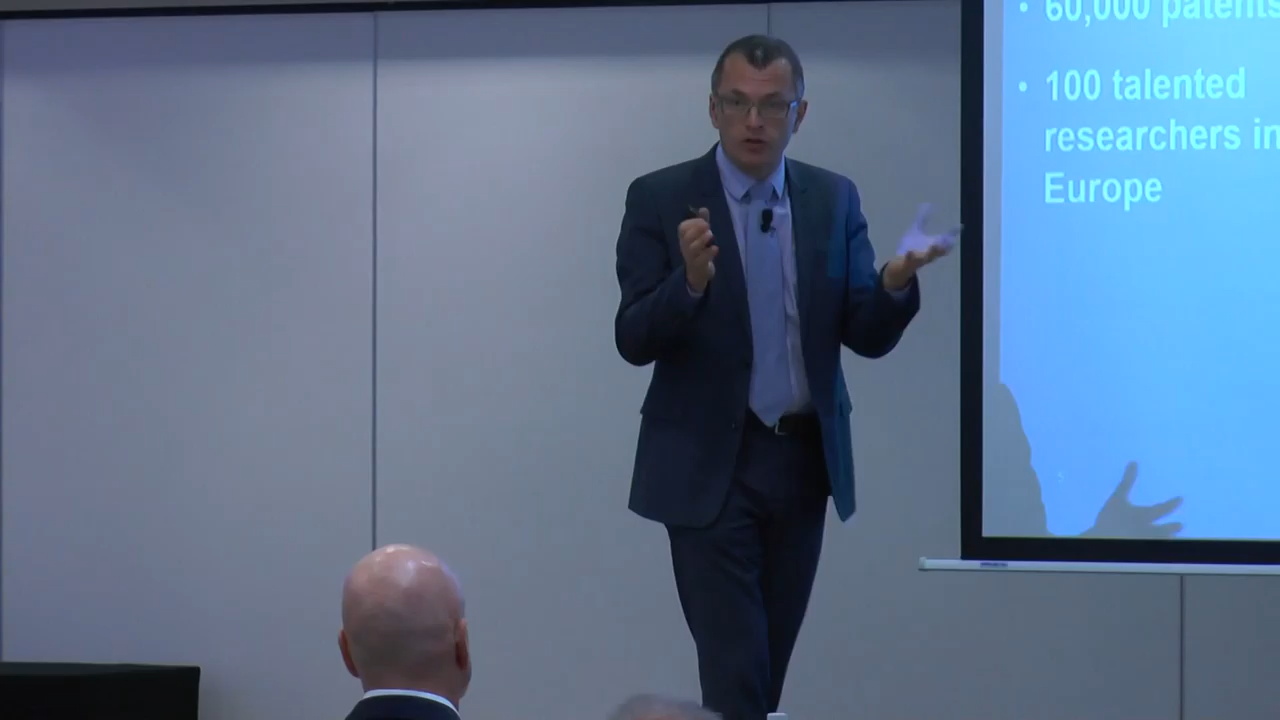 • 60,000 patents
• 100 talented
researchers in
Europe